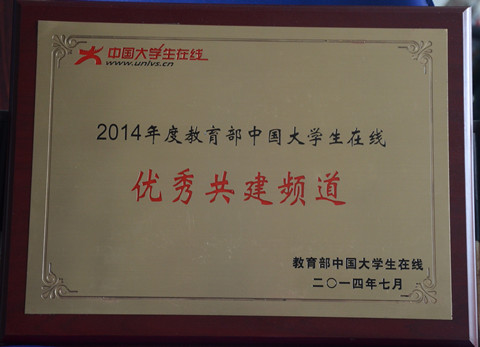 中国大学生在线
www.univs.cn
2014年度教育部中国大学生在线
优秀共建频道
教育部中国大学生在线
二〇一四年七月